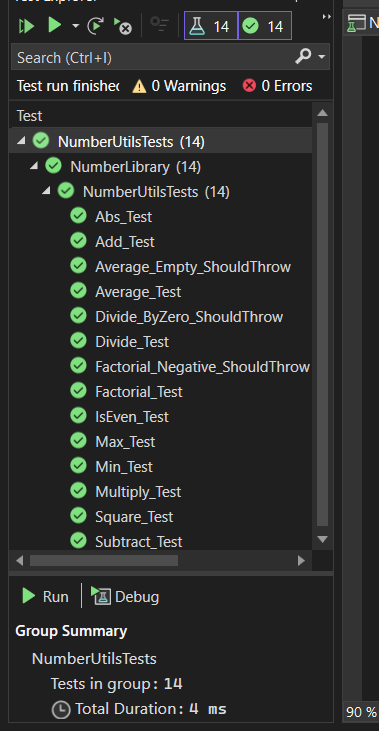 14 14
Search (Ctrl+I)
Test run finished 0 Warnings 0 Errors
Test
NumberUtilsTests (14)
NumberLibrary (14)
NumberUtilsTests (14)
Abs_Test
Add_Test
Average_Empty_ShouldThrow
Average_Test
Divide_ByZero_ShouldThrow
Divide_Test
Factorial_Negative_ShouldThrow
Factorial_Test
IsEven_Test
Max_Test
Min_Test
Multiply_Test
Square_Test
Subtract_Test
Run Debug
Group Summary
NumberUtilsTests
Tests in group: 14
Total Duration: 4 ms
90 %